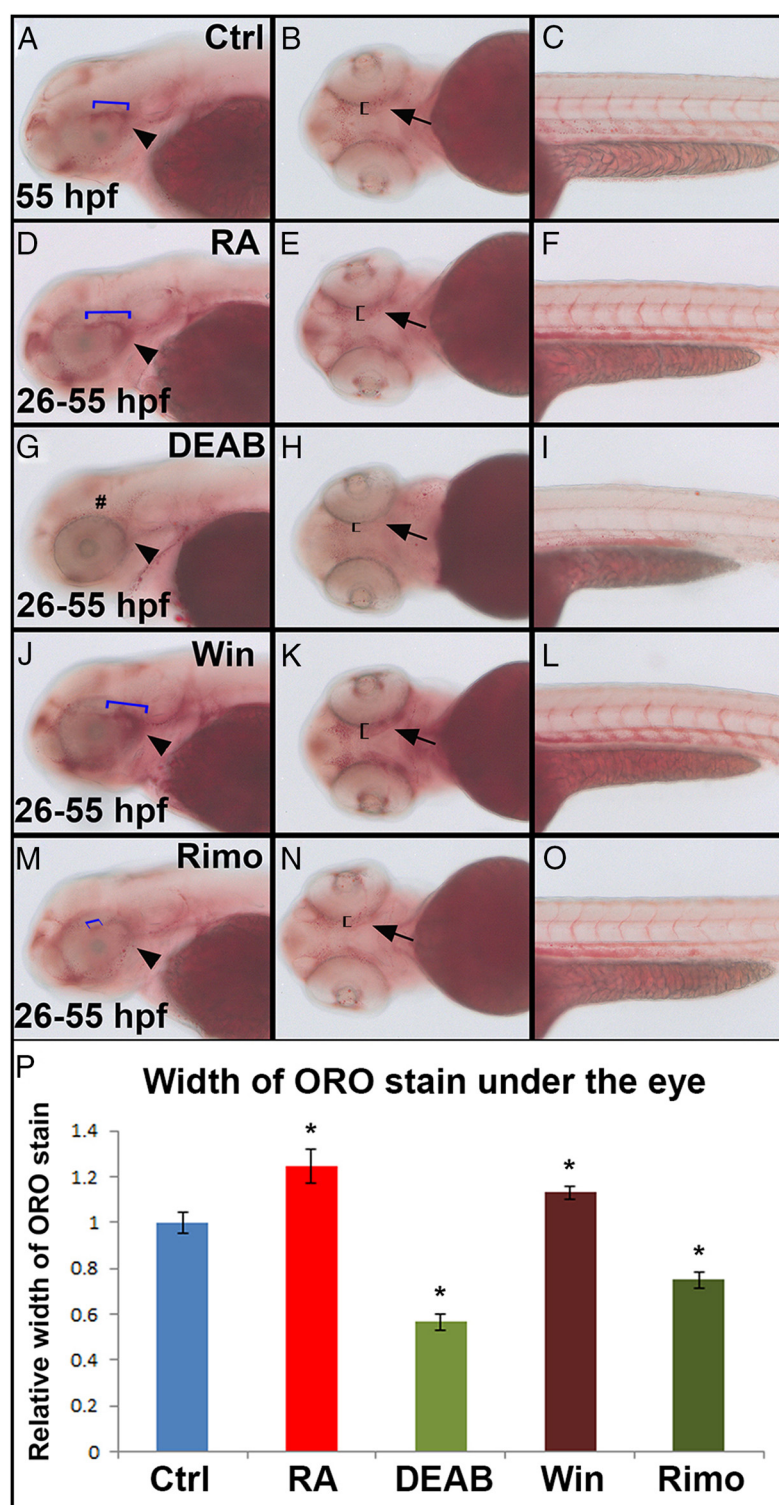 A Ctrl B C
55 hpf
D RA E F
26-55 hpf
G DEAB H I
#
26-55 hpf
J Win K L
26-55 hpf
M Rimo N O
26-55 hpf
P
Width of ORO stain under the eye
Relative width of ORO stain
1.4
1.2
1
0.8
0.6
0.4
0.2
0
* * * *
Ctrl RA DEAB Win Rimo